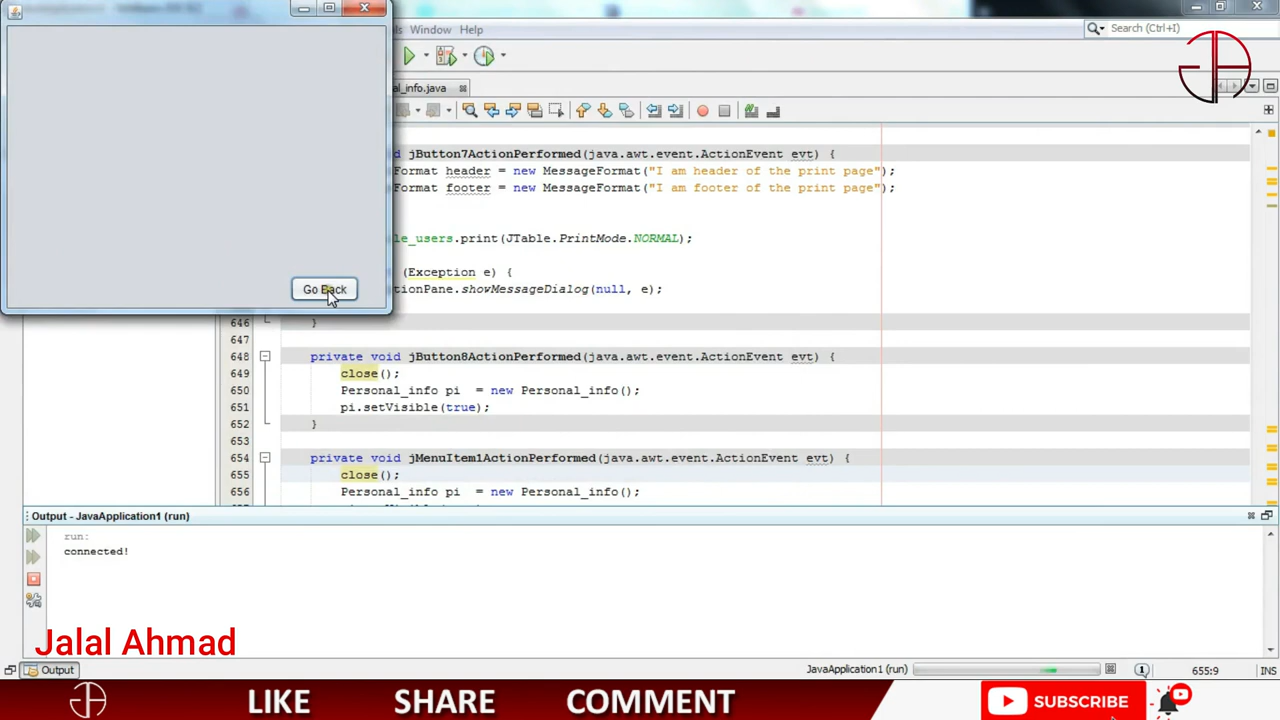 Window Help
Search (Ctrl+I)
al_info.java
d jButton7ActionPerformed(java.awt.event.ActionEvent evt) {
Format header = new MessageFormat("I am header of the print page");
Format footer = new MessageFormat("I am footer of the print page");
le_users.print(JTable.PrintMode.NORMAL);
(Exception e) {
tionPane.showMessageDialog(null, e);
Go Back
646 }
647
648 private void jButton8ActionPerformed(java.awt.event.ActionEvent evt) {
649 close();
650 Personal_info pi = new Personal_info();
651 pi.setVisible(true);
652 }
653
654 private void jMenuItem1ActionPerformed(java.awt.event.ActionEvent evt) {
655 close();
656 Personal_info pi = new Personal_info();
Output - JavaApplication1 (run)
run:
connected!
Jalal Ahmad
Output JavaApplication1 (run) 1 655:9 INS
LIKE SHARE COMMENT SUBSCRIBE